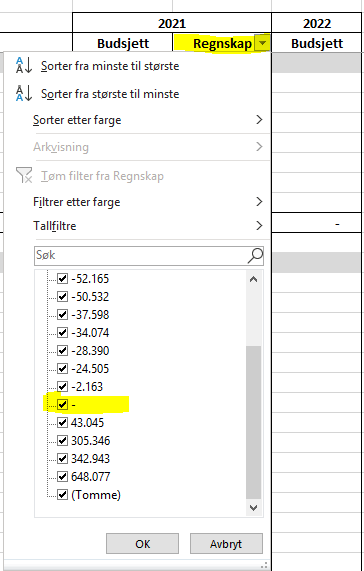 2021
2022
Budsjett
Regnskap
Budsjett
Sorter fra minste til største
Sorter fra største til minste
Sorter etter farge
Arkvisning
Tøm filter fra Regnskap
Filtrer etter farge
Tallfiltre
-
Søk
-52.165
-50.532
-37.598
-34.074
-28.390
-24.505
-2.163
-
43.045
305.346
342.943
648.077
(Tomme)
OK
Avbryt